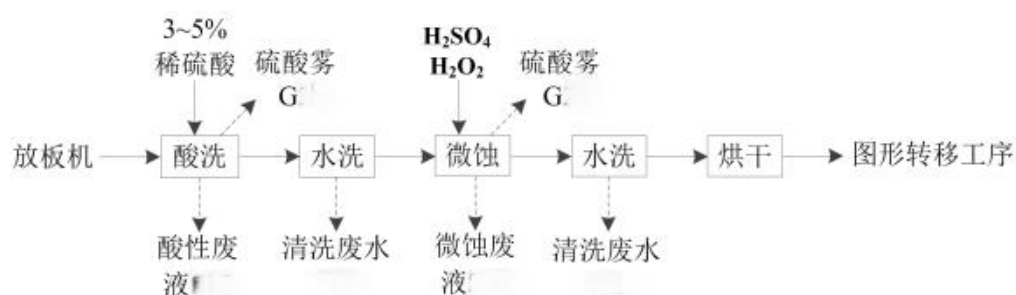 3~5%
稀硫酸
硫酸雾
G
H₂SO₄
H₂O₂
硫酸雾
G
放板机
酸洗
水洗
微蚀
水洗
烘干
图形转移工序
酸性废
液
清洗废水
微蚀废
液
清洗废水